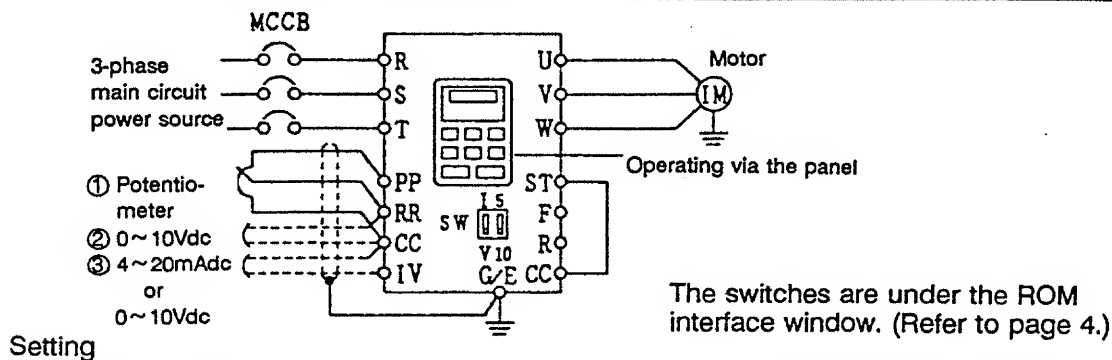 MCCB
3-phase
main circuit
power source
R
S
T
U
V
W
Motor
IM
Operating via the panel
① Potentio-
meter
② 0~10Vdc
③ 4~20mAdc
or
0~10Vdc
PP
RR
CC
IV
SW
I 5
V 10
G/E
ST
F
R
CC
The switches are under the ROM
interface window. (Refer to page 4.)
Setting